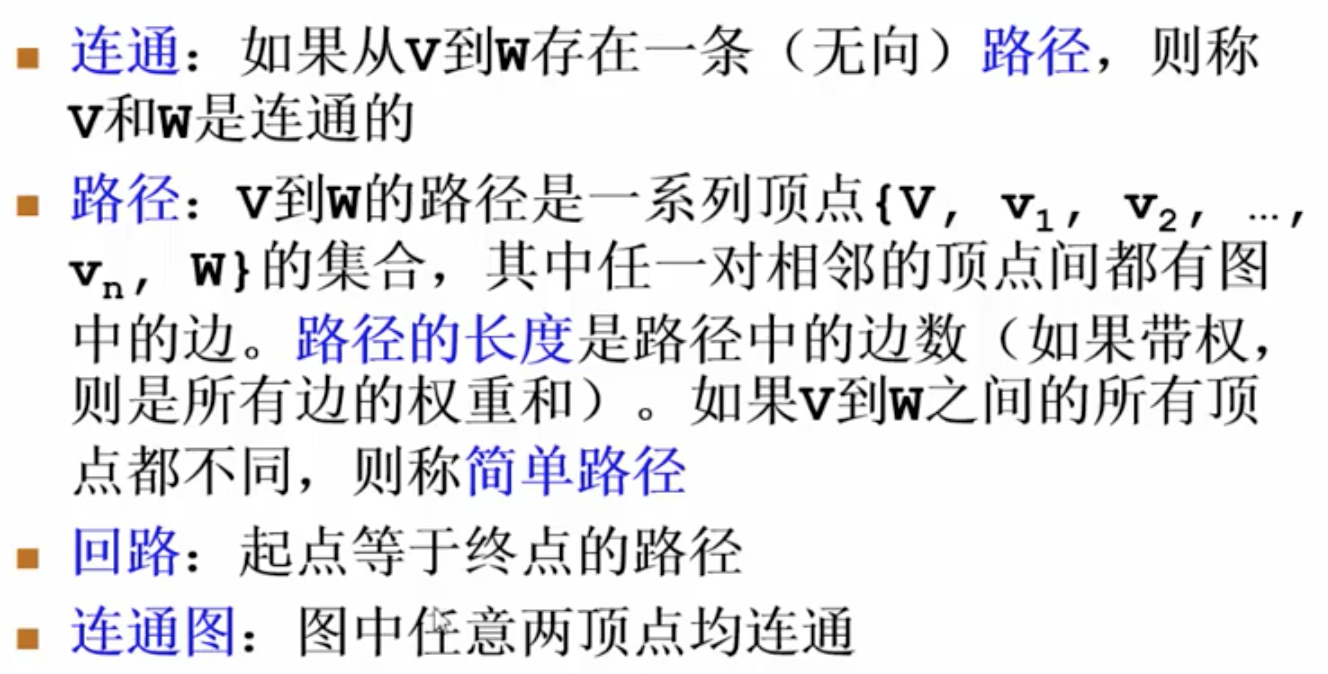 ■ 连通：如果从V到W存在一条（无向）路径，则称
V和W是连通的
■ 路径：V到W的路径是一系列顶点{V, v₁, v₂, …,
vₙ, W}的集合，其中任一对相邻的顶点间都有图
中的边。路径的长度是路径中的边数（如果带权，
则是所有边的权重和）。如果V到W之间的所有顶
点都不同，则称简单路径
■ 回路：起点等于终点的路径
■ 连通图：图中任意两顶点均连通